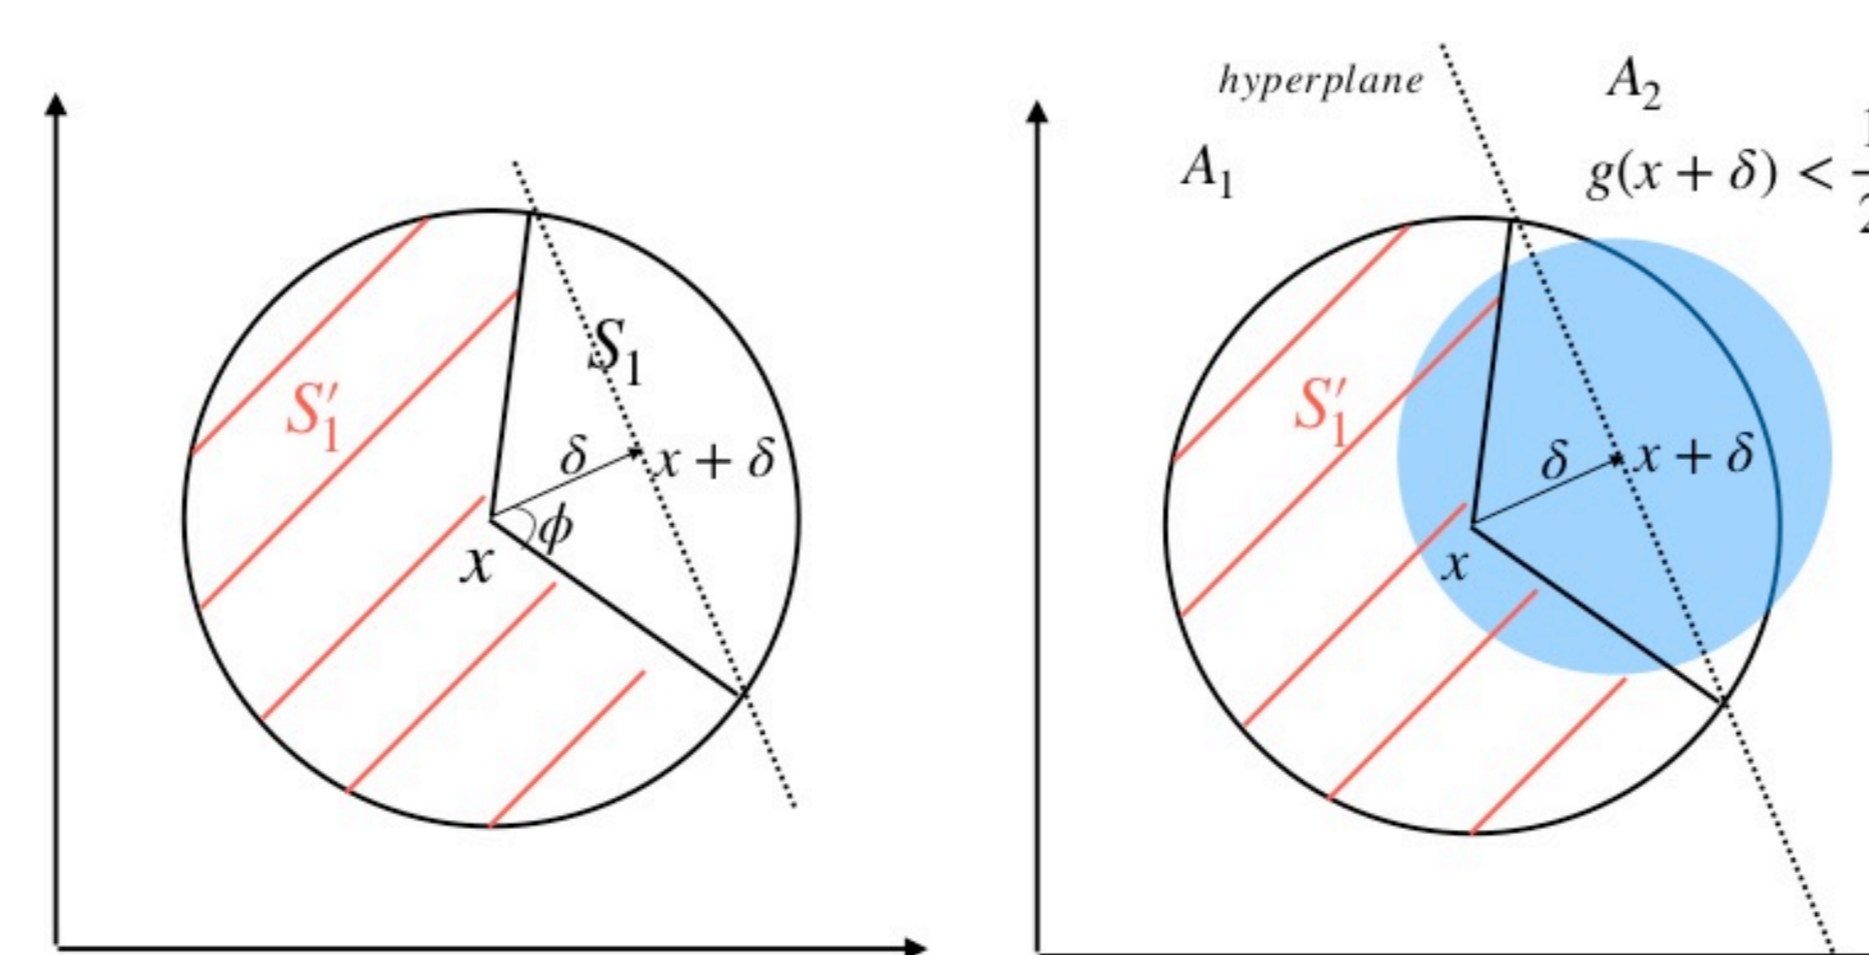 S₁
S′₁
δ
x + δ
ϕ
x
hyperplane
A₂
A₁
g(x + δ) <
S′₁
δ
x + δ
x